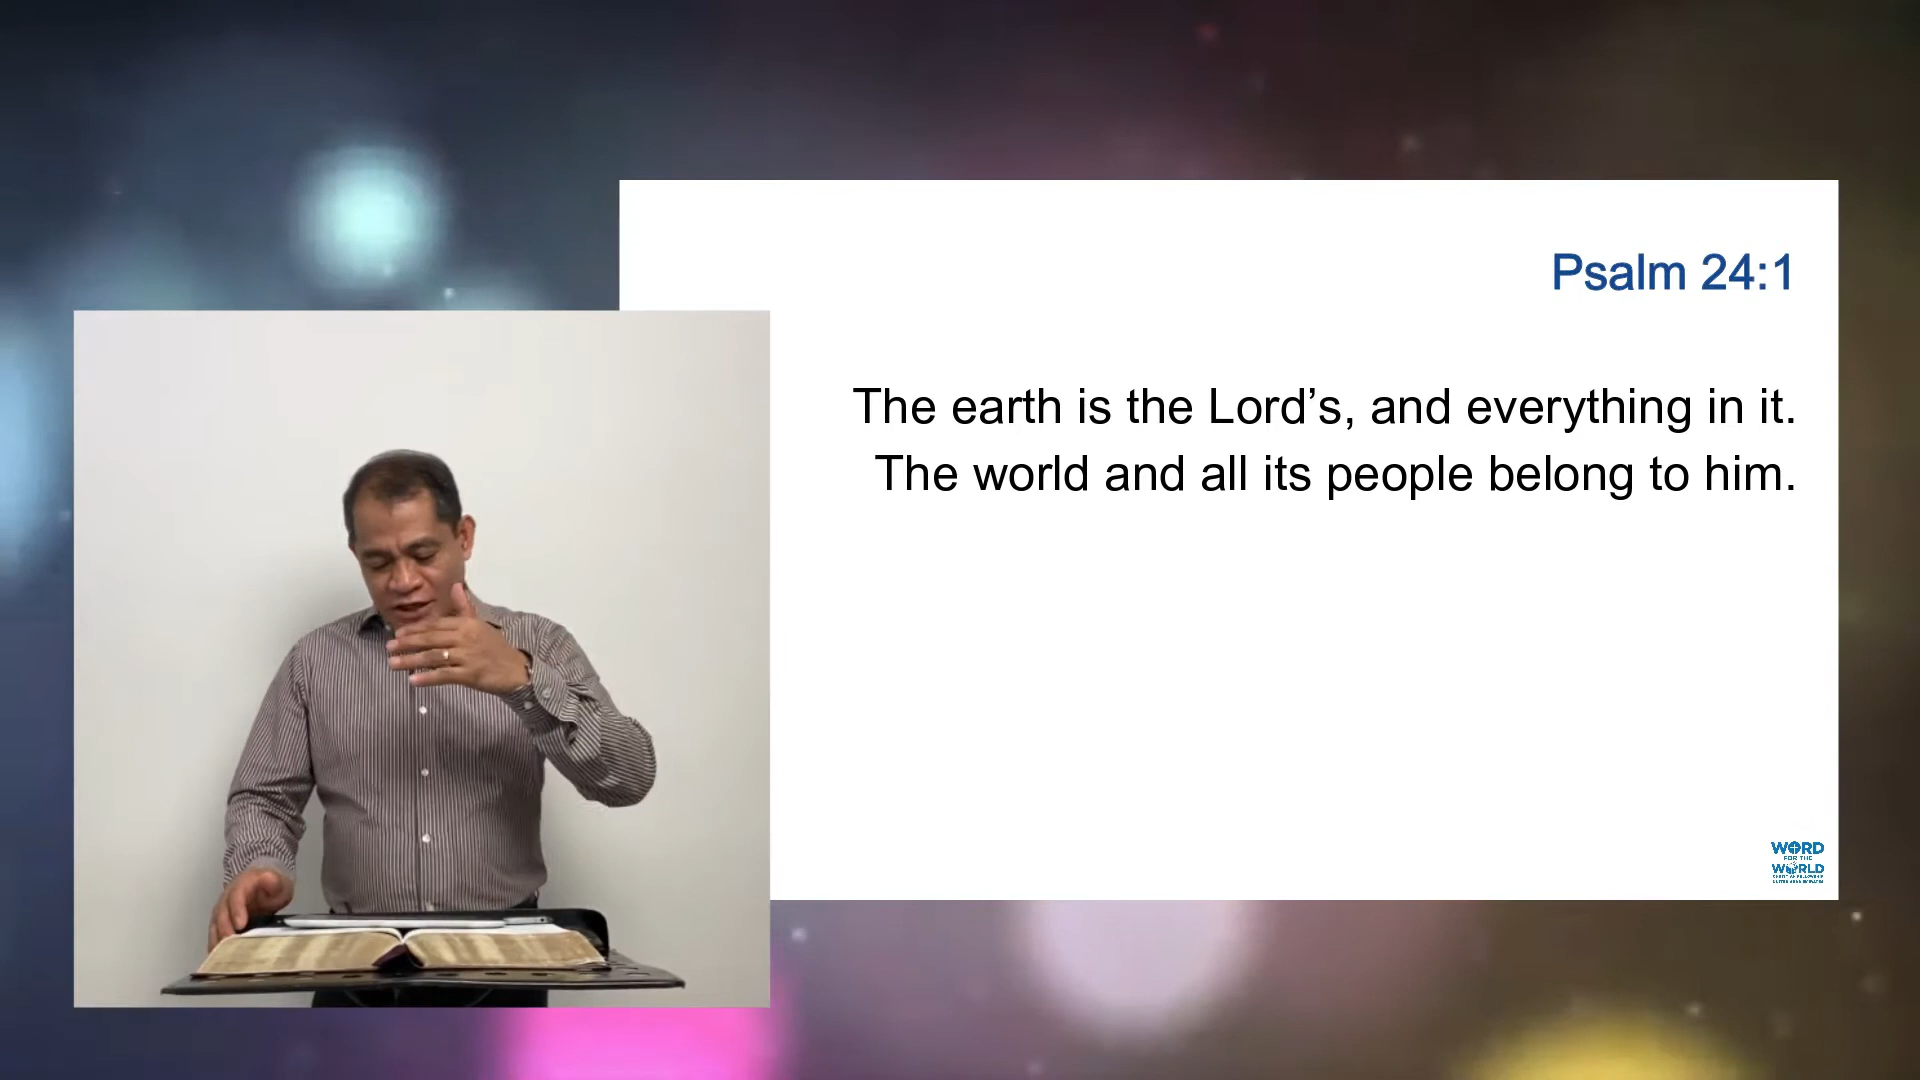 Psalm 24:1
The earth is the Lord’s, and everything in it.
The world and all its people belong to him.
WORD
FOR THE
WORLD